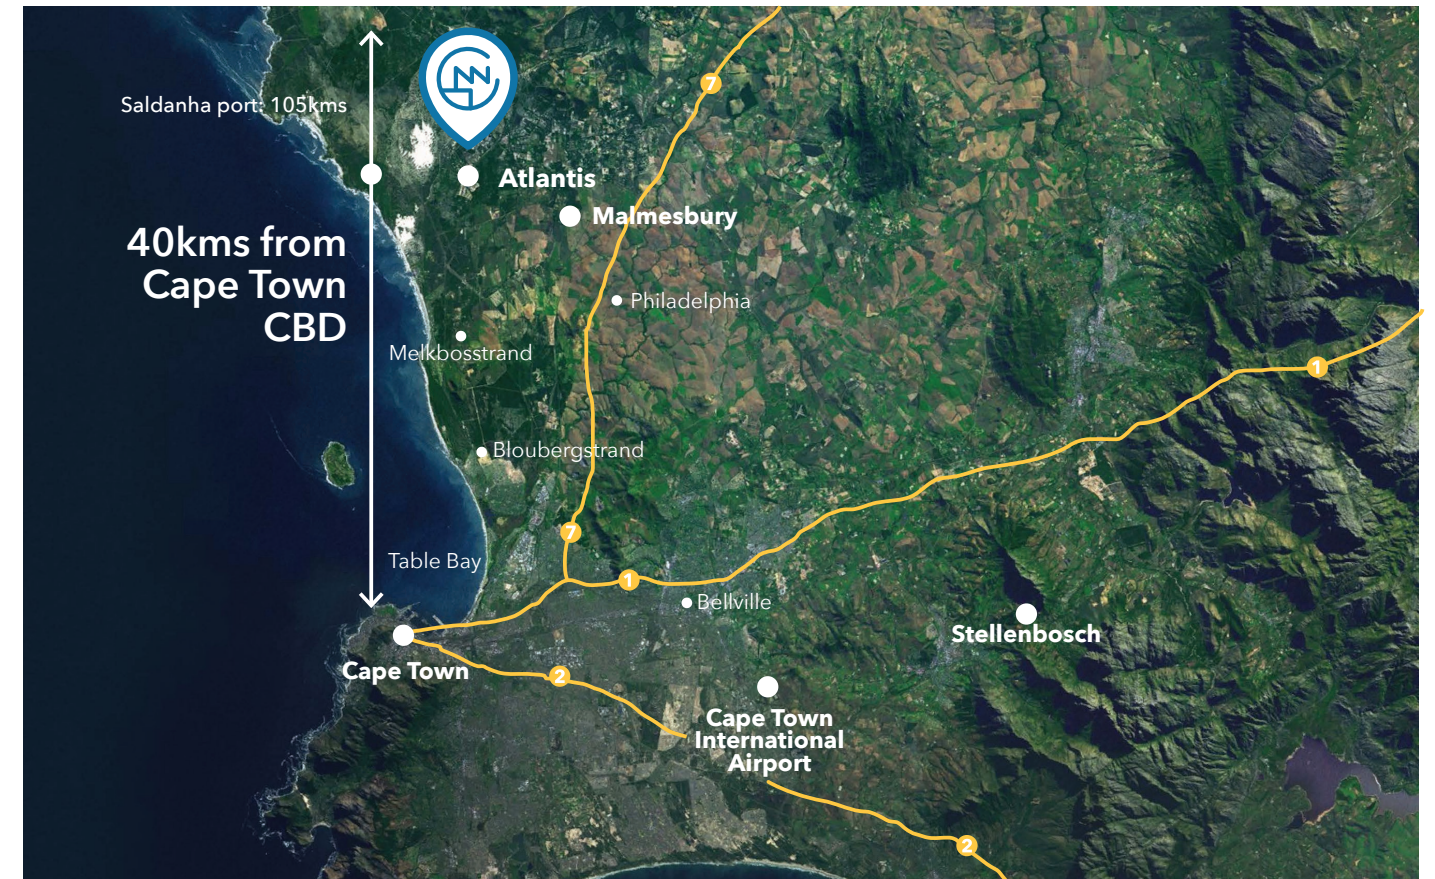 7
Saldanha port: 105kms
Atlantis
Malmesbury
40kms from
Cape Town
CBD
Philadelphia
Melkbosstrand
1
Bloubergstrand
7
Table Bay
1
Bellville
Stellenbosch
Cape Town
2
Cape Town
International
Airport
2